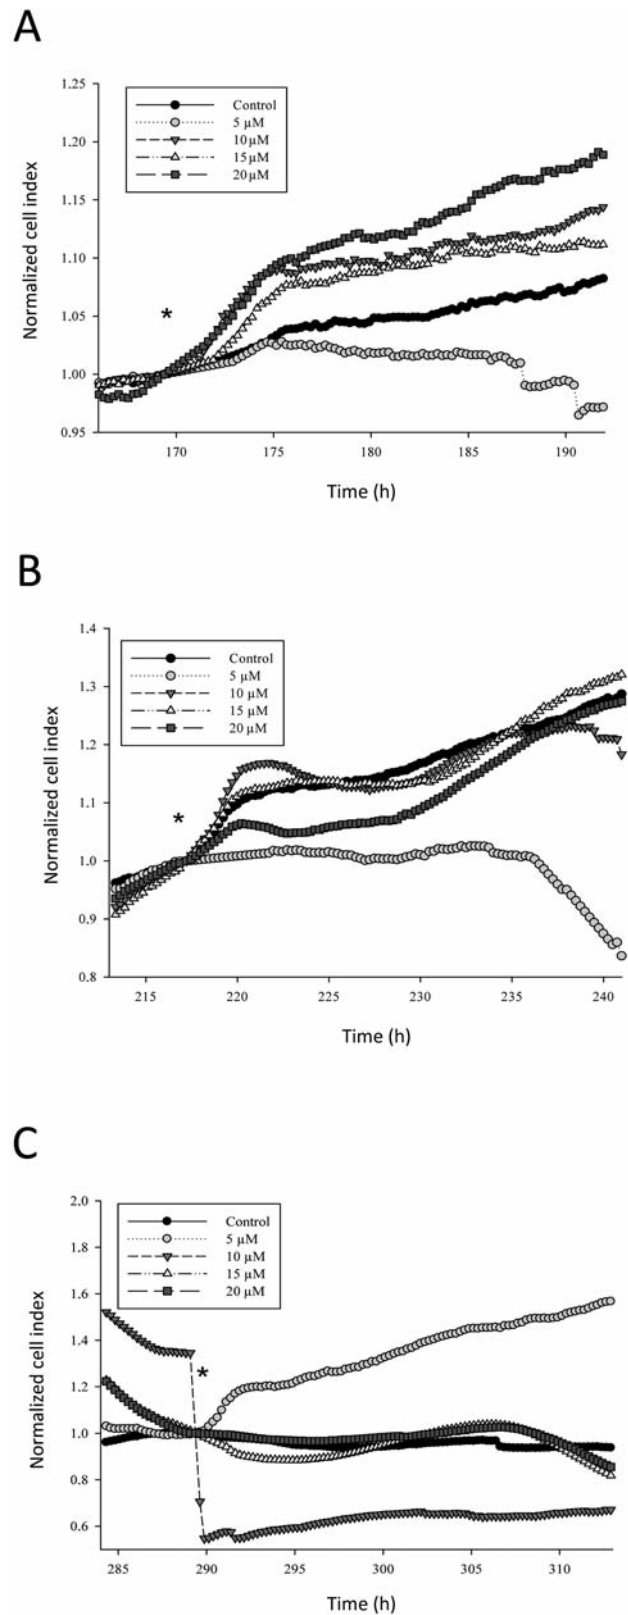 A
1.25
1.20
1.15
1.10
1.05
1.00
0.95
Normalized cell index
Control
5 µM
10 µM
15 µM
20 µM
*
170 175 180 185 190
Time (h)
B
1.4
1.3
1.2
1.1
1.0
0.9
0.8
Normalized cell index
Control
5 µM
10 µM
15 µM
20 µM
*
215 220 225 230 235 240
Time (h)
C
2.0
1.8
1.6
1.4
1.2
1.0
0.8
0.6
Normalized cell index
Control
5 µM
10 µM
15 µM
20 µM
*
285 290 295 300 305 310
Time (h)